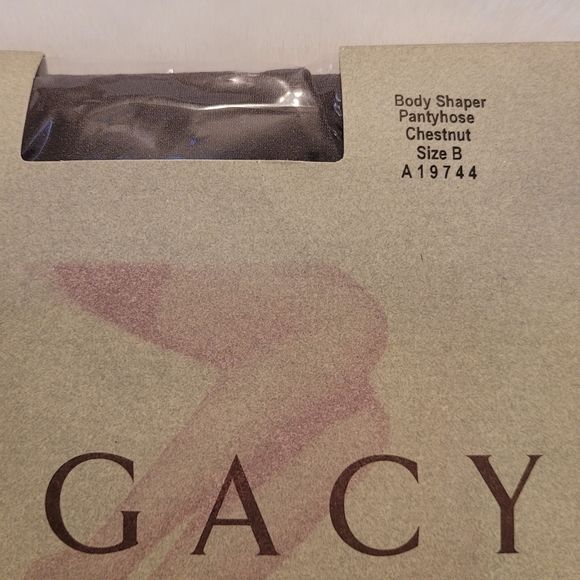 Body Shaper
Pantyhose
Chestnut
Size B
A19744
GACY